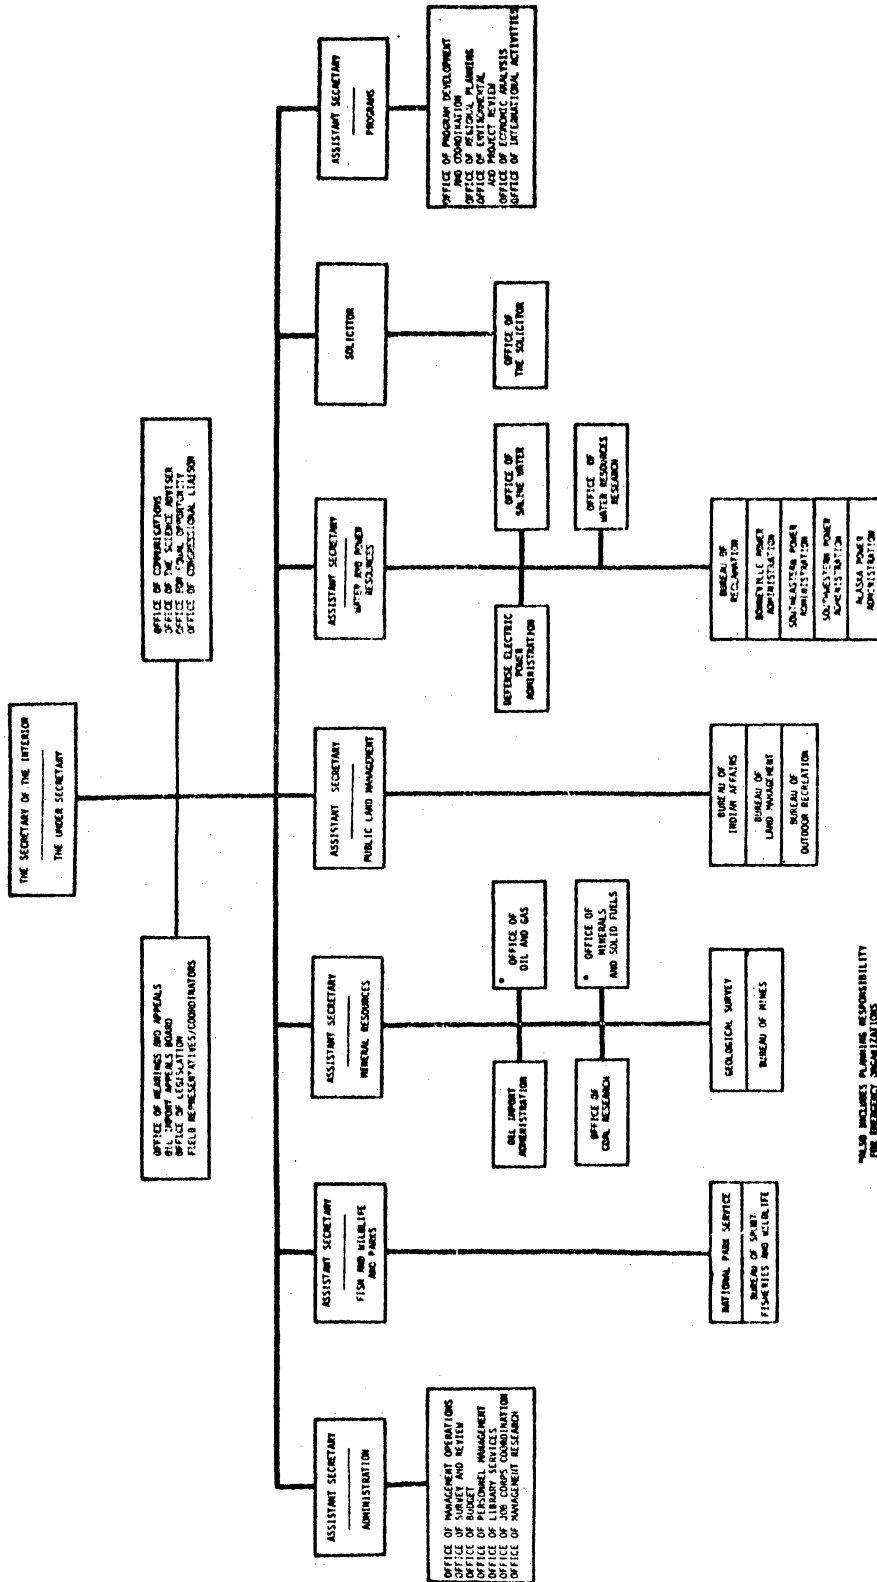 THE SECRETARY OF THE INTERIOR
THE UNDER SECRETARY
OFFICE OF HEARINGS AND APPEALS
OIL IMPORT APPEALS BOARD
OFFICE OF LEGISLATION
FIELD REPRESENTATIVES/COORDINATORS
OFFICE OF COMMUNICATIONS
OFFICE OF THE SCIENCE ADVISER
OFFICE FOR EQUAL OPPORTUNITY
OFFICE OF CONGRESSIONAL LIAISON
ASSISTANT SECRETARY
ADMINISTRATION
ASSISTANT SECRETARY
FISH AND WILDLIFE
AND PARKS
ASSISTANT SECRETARY
MINERAL RESOURCES
ASSISTANT SECRETARY
PUBLIC LAND MANAGEMENT
ASSISTANT SECRETARY
WATER AND POWER
RESOURCES
SOLICITOR
ASSISTANT SECRETARY
PROGRAMS
OFFICE OF MANAGEMENT OPERATIONS
OFFICE OF SURVEY AND REVIEW
OFFICE OF BUDGET
OFFICE OF PERSONNEL MANAGEMENT
OFFICE OF LIBRARY SERVICES
OFFICE OF JOB CORPS COORDINATION
OFFICE OF MANAGEMENT RESEARCH
OFFICE OF PROGRAM DEVELOPMENT
AND COORDINATION
OFFICE OF REGIONAL PLANNING
OFFICE OF ENVIRONMENTAL
AND PROJECT REVIEW
OFFICE OF ECONOMIC ANALYSIS
OFFICE OF INTERNATIONAL ACTIVITIES
OIL IMPORT
ADMINISTRATION
* OFFICE OF
OIL AND GAS
DEFENSE ELECTRIC
POWER
ADMINISTRATION
OFFICE OF
SALINE WATER
OFFICE OF
THE SOLICITOR
OFFICE OF
COAL RESEARCH
* OFFICE OF
MINERALS
AND SOLID FUELS
OFFICE OF
WATER RESOURCES
RESEARCH
NATIONAL PARK SERVICE
BUREAU OF SPORT
FISHERIES AND WILDLIFE
GEOLOGICAL SURVEY
BUREAU OF MINES
BUREAU OF
INDIAN AFFAIRS
BUREAU OF
LAND MANAGEMENT
BUREAU OF
OUTDOOR RECREATION
BUREAU OF
RECLAMATION
BONNEVILLE POWER
ADMINISTRATION
SOUTHEASTERN POWER
ADMINISTRATION
SOUTHWESTERN POWER
ADMINISTRATION
ALASKA POWER
ADMINISTRATION
*ALSO INCLUDES PLANNING RESPONSIBILITY
FOR EMERGENCY ORGANIZATIONS